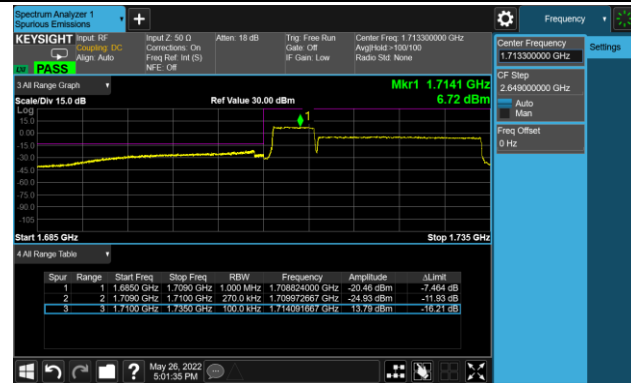 Spectrum Analyzer 1
Spurious Emissions
Frequency
KEYSIGHT Input: RF
Coupling: DC
Align: Auto
Input Z: 50 Ω
Corrections: On
Freq Ref: Int (S)
NFE: Off
Atten: 18 dB
Trig: Free Run
Gate: Off
IF Gain: Low
Center Freq: 1.713300000 GHz
Avg|Hold:>100/100
Radio Std: None
PASS
Center Frequency
1.713300000 GHz
Settings
CF Step
2.649000000 GHz
Auto
Man
Freq Offset
0 Hz
3 All Range Graph
Mkr1 1.7141 GHz
Scale/Div 15.0 dB
Ref Value 30.00 dBm
6.72 dBm
Log
15.0
0.00
-15.0
-30.0
-45.0
-60.0
-75.0
-90.0
-105
1
Start 1.685 GHz
Stop 1.735 GHz
4 All Range Table
Spur Range Start Freq Stop Freq RBW Frequency Amplitude ΔLimit
1 1 1.6850 GHz 1.7090 GHz 1.000 MHz 1.708824000 GHz -20.46 dBm -7.464 dB
2 2 1.7090 GHz 1.7100 GHz 270.0 kHz 1.709972667 GHz -24.93 dBm -11.93 dB
3 3 1.7100 GHz 1.7350 GHz 100.0 kHz 1.714091667 GHz 13.79 dBm -16.21 dB
May 26, 2022
5:01:35 PM